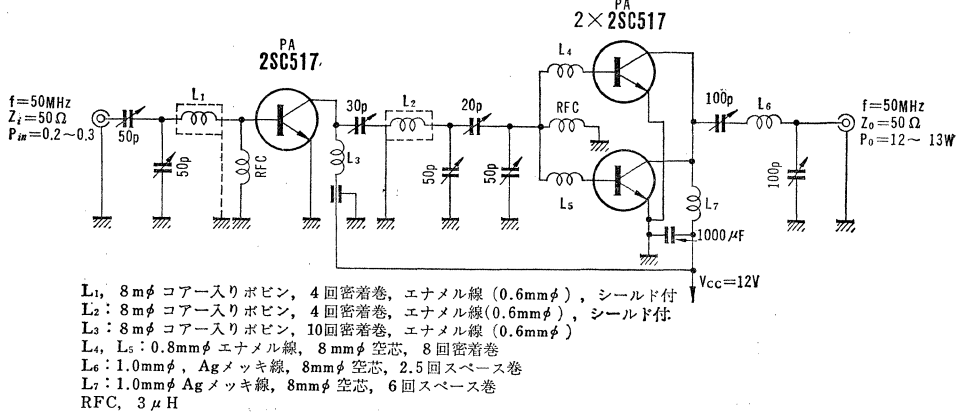 PA
2SC517
PA
2×2SC517
f=50MHz
Zi=50Ω
Pin=0.2~0.3
50p
50p
L1
RFC
30p
L3
L2
50p
20p
50p
L4
RFC
L5
100p
L6
100p
L7
1000μF
VCC=12V
f=50MHz
Zo=50Ω
Po=12~13W
L1, 8mφ コアー入りボビン, 4回密着巻, エナメル線 (0.6mmφ), シールド付
L2: 8mφ コアー入りボビン, 4回密着巻, エナメル線(0.6mmφ), シールド付
L3: 8mφ コアー入りボビン, 10回密着巻, エナメル線 (0.6mmφ)
L4, L5: 0.8mmφ エナメル線, 8mmφ 空芯, 8回密着巻
L6: 1.0mmφ, Agメッキ線, 8mmφ 空芯, 2.5回スペース巻
L7: 1.0mmφ Agメッキ線, 8mmφ 空芯, 6回スペース巻
RFC, 3μH